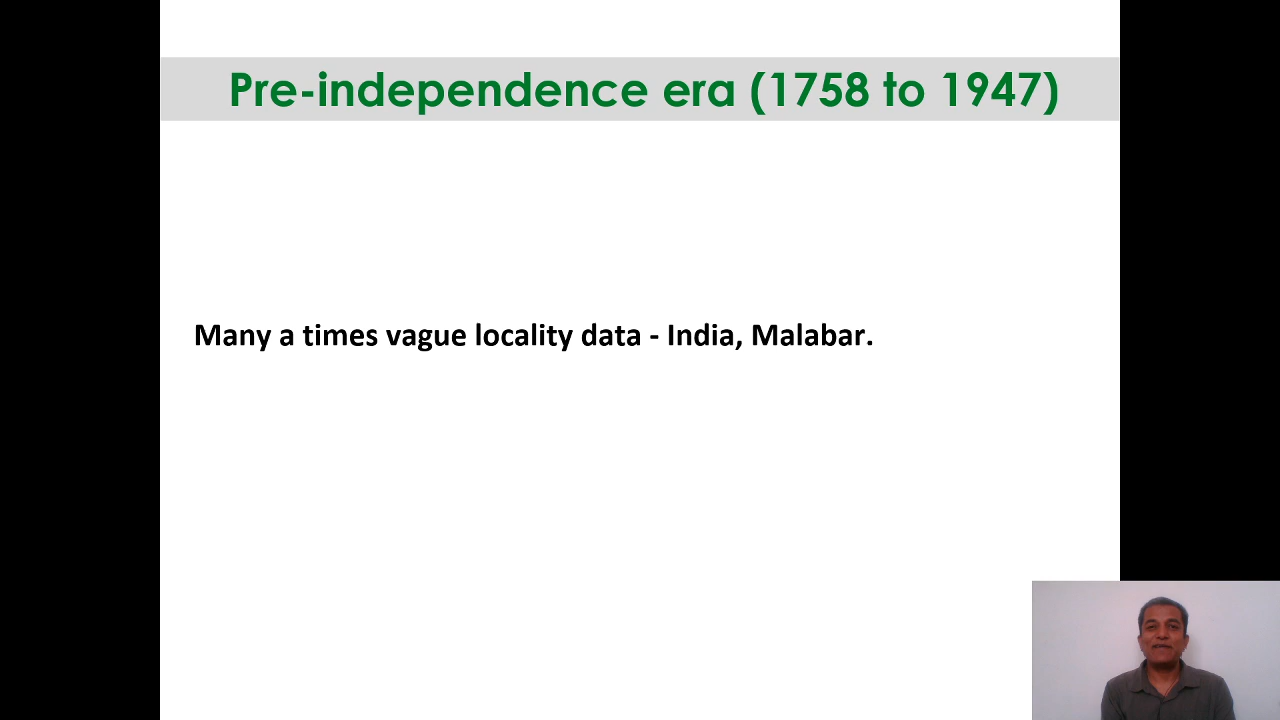 Pre-independence era (1758 to 1947)
Many a times vague locality data - India, Malabar.